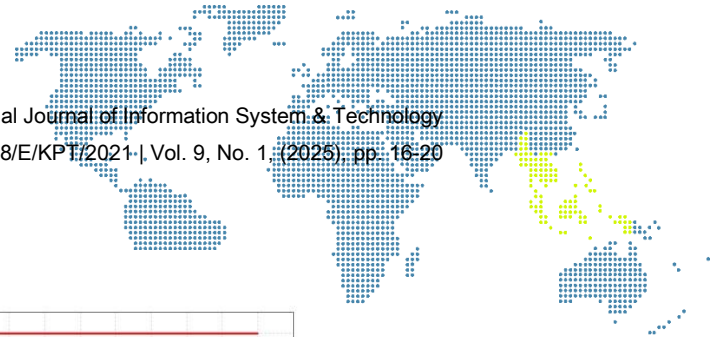 al Journal of Information System & Technology
8/E/KPT/2021 | Vol. 9, No. 1, (2025), pp. 16-20